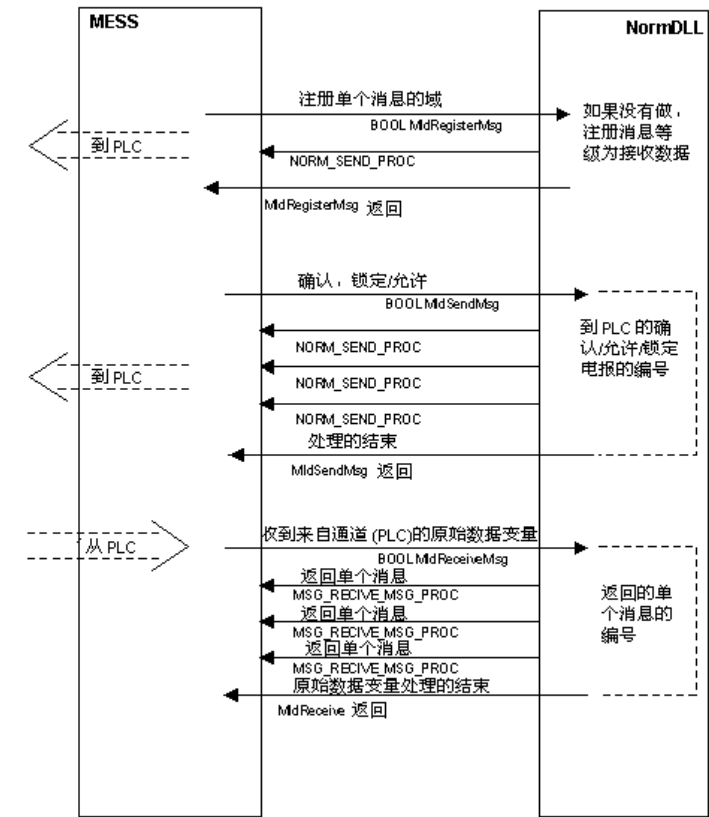 MESS
NormDLL
注册单个消息的域
BOOL MldRegisterMsg
如果没有做，
注册消息等
级为接收数据
到 PLC
NORM_SEND_PROC
MldRegisterMsg 返回
确认，锁定/允许
BOOL MldSendMsg
到 PLC 的确
认/允许/锁定
电报的编号
NORM_SEND_PROC
到 PLC
NORM_SEND_PROC
NORM_SEND_PROC
处理的结束
MldSendMsg 返回
从 PLC
收到来自通道 (PLC)的原始数据变量
BOOL MldReceiveMsg
返回单个消息
MSG_RECIVE_MSG_PROC
返回单个消息
MSG_RECIVE_MSG_PROC
返回单个消息
MSG_RECIVE_MSG_PROC
返回的单
个消息的
编号
原始数据变量处理的结束
MldReceive 返回